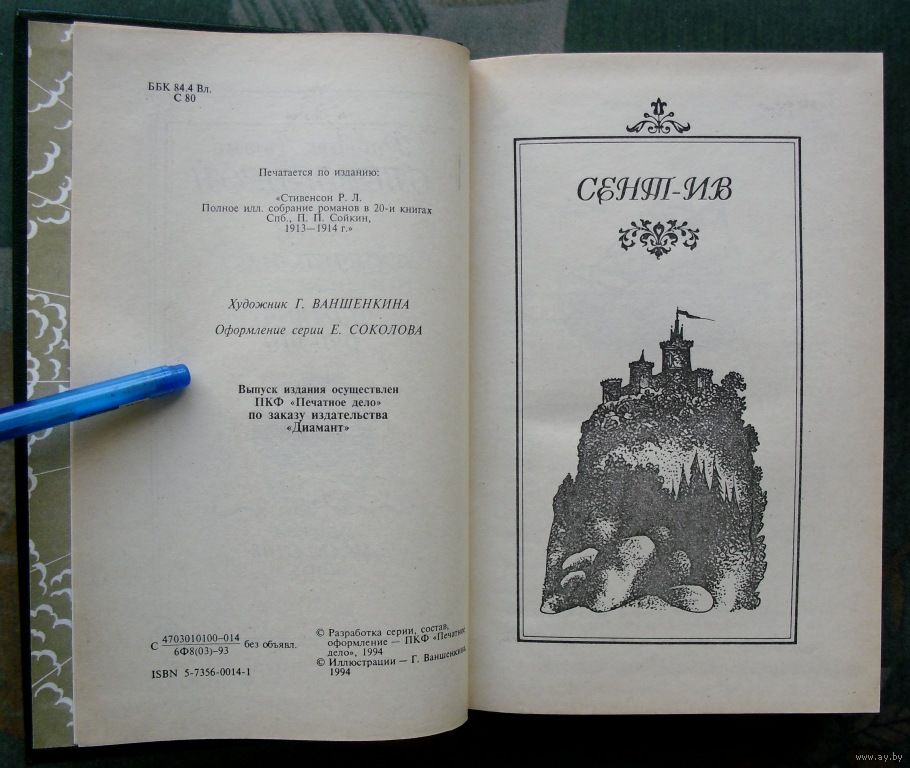 ББК 84.4 Вл.
С 80
Печатается по изданию:
«Стивенсон Р. Л.
Полное илл. собрание романов в 20-и книгах
Спб., П. П. Сойкин,
1913—1914 г.»
Художник Г. ВАНШЕНКИНА
Оформление серии Е. СОКОЛОВА
Выпуск издания осуществлен
ПКФ «Печатное дело»
по заказу издательства
«Диамант»
С 4703010100—014
6Ф8(03)—93 без объявл.
ISBN 5-7356-0014-1
© Разработка серии, состав,
оформление — ПКФ «Печатное
дело», 1994
© Иллюстрации — Г. Ваншенкина,
1994
СЕНТ-ИВ
www.ay.by